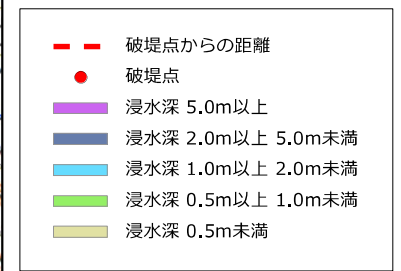 破堤点からの距離
破堤点
浸水深 5.0m以上
浸水深 2.0m以上 5.0m未満
浸水深 1.0m以上 2.0m未満
浸水深 0.5m以上 1.0m未満
浸水深 0.5m未満